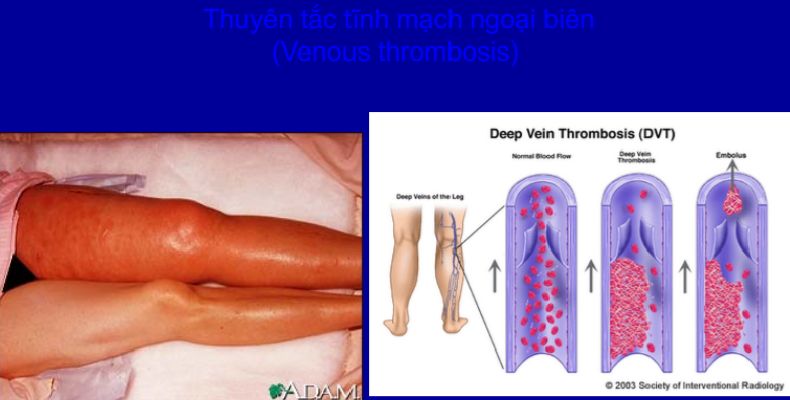 Thuyên tắc tĩnh mạch ngoại biên
(Venous thrombosis)
Deep Vein Thrombosis (DVT)
Normal Blood Flow
Deep Vein
Thrombosis
Embolus
Deep Veins of the Leg
A.D.A.M.
© 2003 Society of Interventional Radiology